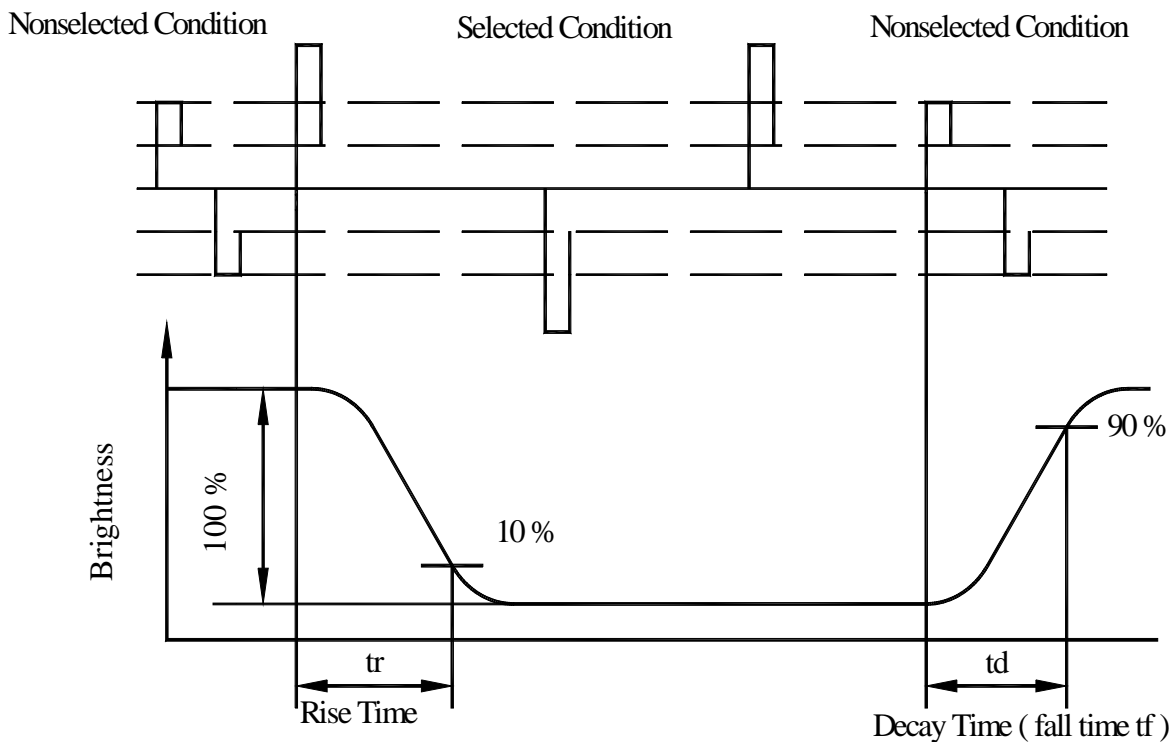 Nonselected Condition
Selected Condition
Nonselected Condition
Brightness
100 %
10 %
90 %
tr
td
Rise Time
Decay Time ( fall time tf )